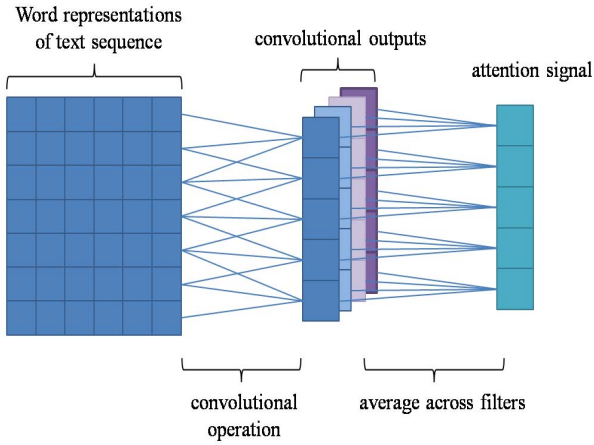 Word representations
of text sequence
convolutional outputs
attention signal
convolutional
operation
average across filters